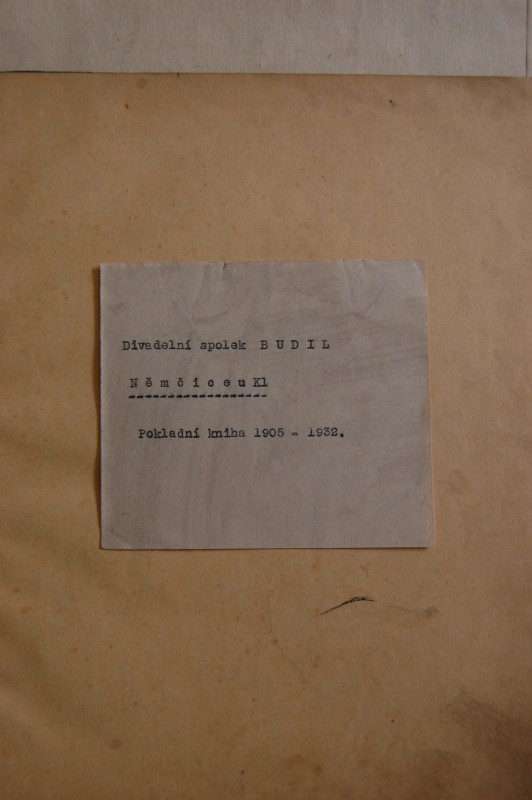 Divadelní spolek B U D I L
N ě m č i c e u Kl
Pokladní kniha 1905 - 1932.